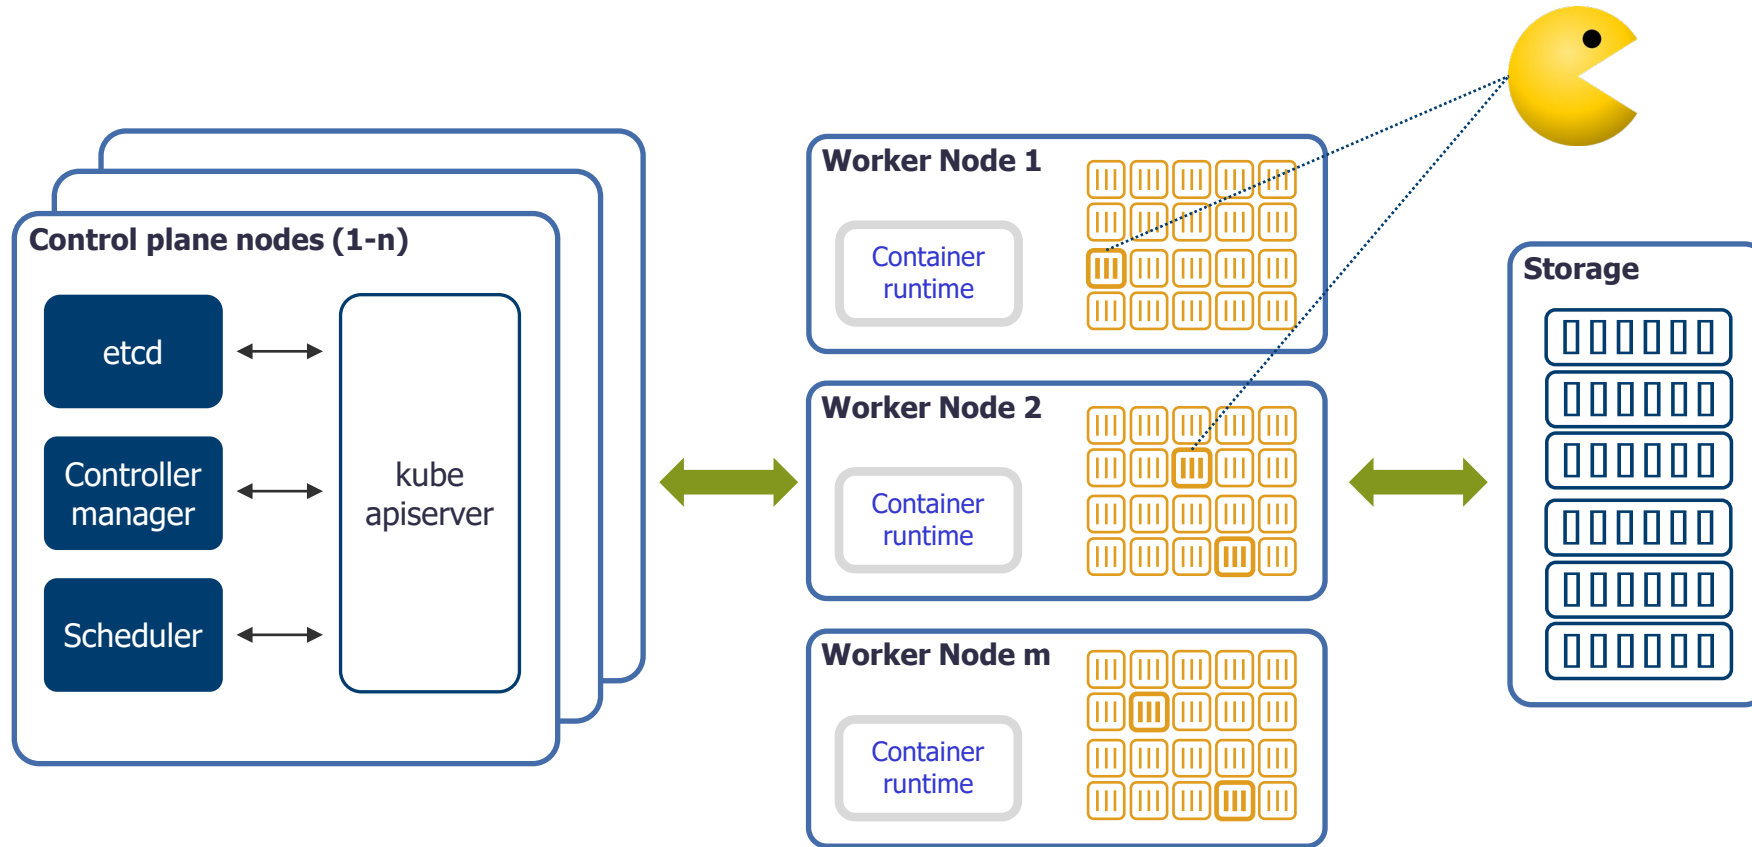 Control plane nodes (1-n)
etcd
Controller
manager
Scheduler
kube
apiserver
Worker Node 1
Container
runtime
Worker Node 2
Container
runtime
Worker Node m
Container
runtime
Storage